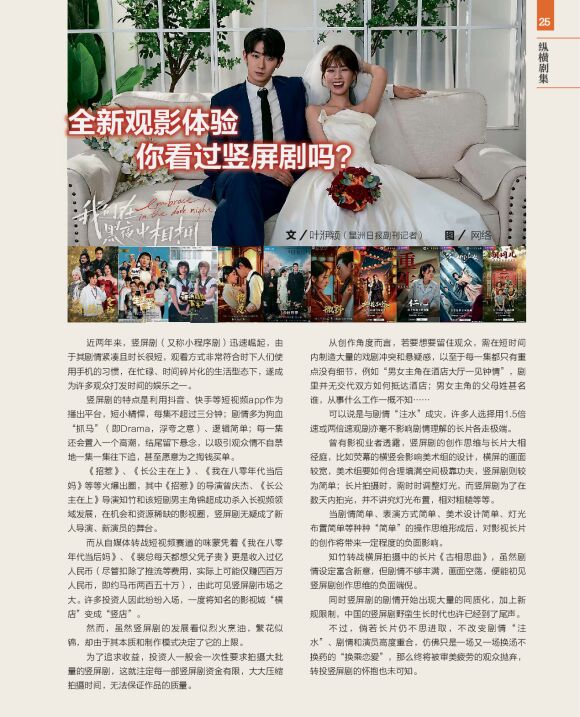 25
纵横剧集
全新观影体验
你看过竖屏剧吗？
我们在
黑夜中相拥
Embrace
in the dark night
文／叶洢颖（星洲日报副刊记者） 图／网络
近两年来，竖屏剧（又称小程序剧）迅速崛起，由
于其剧情紧凑且时长很短，观看方式非常符合时下人们使
用手机的习惯，在忙碌、时间碎片化的生活型态下，遂成
为许多观众打发时间的娱乐之一。
竖屏剧的特点是利用抖音、快手等短视频app作为
播出平台，短小精悍，每集不超过三分钟；剧情多为狗血
“抓马”（即Drama，浮夸之意）、逻辑简单；每一集
还会置入一个高潮，结尾留下悬念，以吸引观众情不自禁
地一集一集往下追，甚至愿意为之掏钱买单。
《招惹》、《长公主在上》、《我在八零年代当后
妈》等等火爆出圈，其中《招惹》的导演曾庆杰、《长公
主在上》导演知竹和该短剧男主角锦超成功杀入长视频领
域发展，在机会和资源稀缺的影视圈，竖屏剧无疑成了新
人导演、新演员的舞台。
而从自媒体转战短视频赛道的咪蒙凭着《我在八零
年代当后妈》、《裴总每天都想父凭子贵》更是收入过亿
人民币（尽管扣除了推流等费用，实际上可能仅赚四百万
人民币，即约马币两百五十万），由此可见竖屏剧市场之
大。许多投资人因此纷纷入场，一度将知名的影视城“横
店”变成“竖店”。
然而，虽然竖屏剧的发展看似烈火烹油，繁花似
锦，却由于其本质和制作模式决定了它的上限。
为了追求收益，投资人一般会一次性要求拍摄大批
量的竖屏剧，这就注定每一部竖屏剧资金有限，大大压缩
拍摄时间，无法保证作品的质量。
从创作角度而言，若要想要留住观众，需在短时间
内制造大量的戏剧冲突和悬疑感，以至于每一集都只有重
点没有细节，例如“男女主角在酒店大厅一见钟情”，剧
里并无交代双方如何抵达酒店；男女主角的父母姓甚名
谁，从事什么工作一概不知……
可以说是与剧情“注水”成灾，许多人选择用1.5倍
速或两倍速观剧亦毫不影响剧情理解的长片各走极端。
曾有影视业者透露，竖屏剧的创作思维与长片大相
径庭，比如荧幕的横竖会影响美术组的设计，横屏的画面
较宽，美术组要如何合理填满空间极靠功夫，竖屏剧则较
为简单；长片拍摄时，需时时调整灯光，而竖屏剧为了在
数天内拍光，并不讲究灯光布置，相对粗糙等等。
当剧情简单、表演方式简单、美术设计简单、灯光
布置简单等种种“简单”的操作思维形成后，对影视长片
的创作将带来一定程度的负面影响。
知竹转战横屏拍摄中的长片《古相思曲》，虽然剧
情设定富含新意，但剧情不够丰满，画面空荡，便能初见
竖屏剧创作思维的负面端倪。
同时竖屏剧的剧情开始出现大量的同质化，加上新
规限制，中国的竖屏剧野蛮生长时代也许已经到了尾声。
不过，倘若长片仍不思进取，不改变剧情“注
水”、剧情和演员高度重合，仿佛只是一场又一场换汤不
换药的“换乘恋爱”，那么终将被审美疲劳的观众抛弃，
转投竖屏剧的怀抱也未可知。